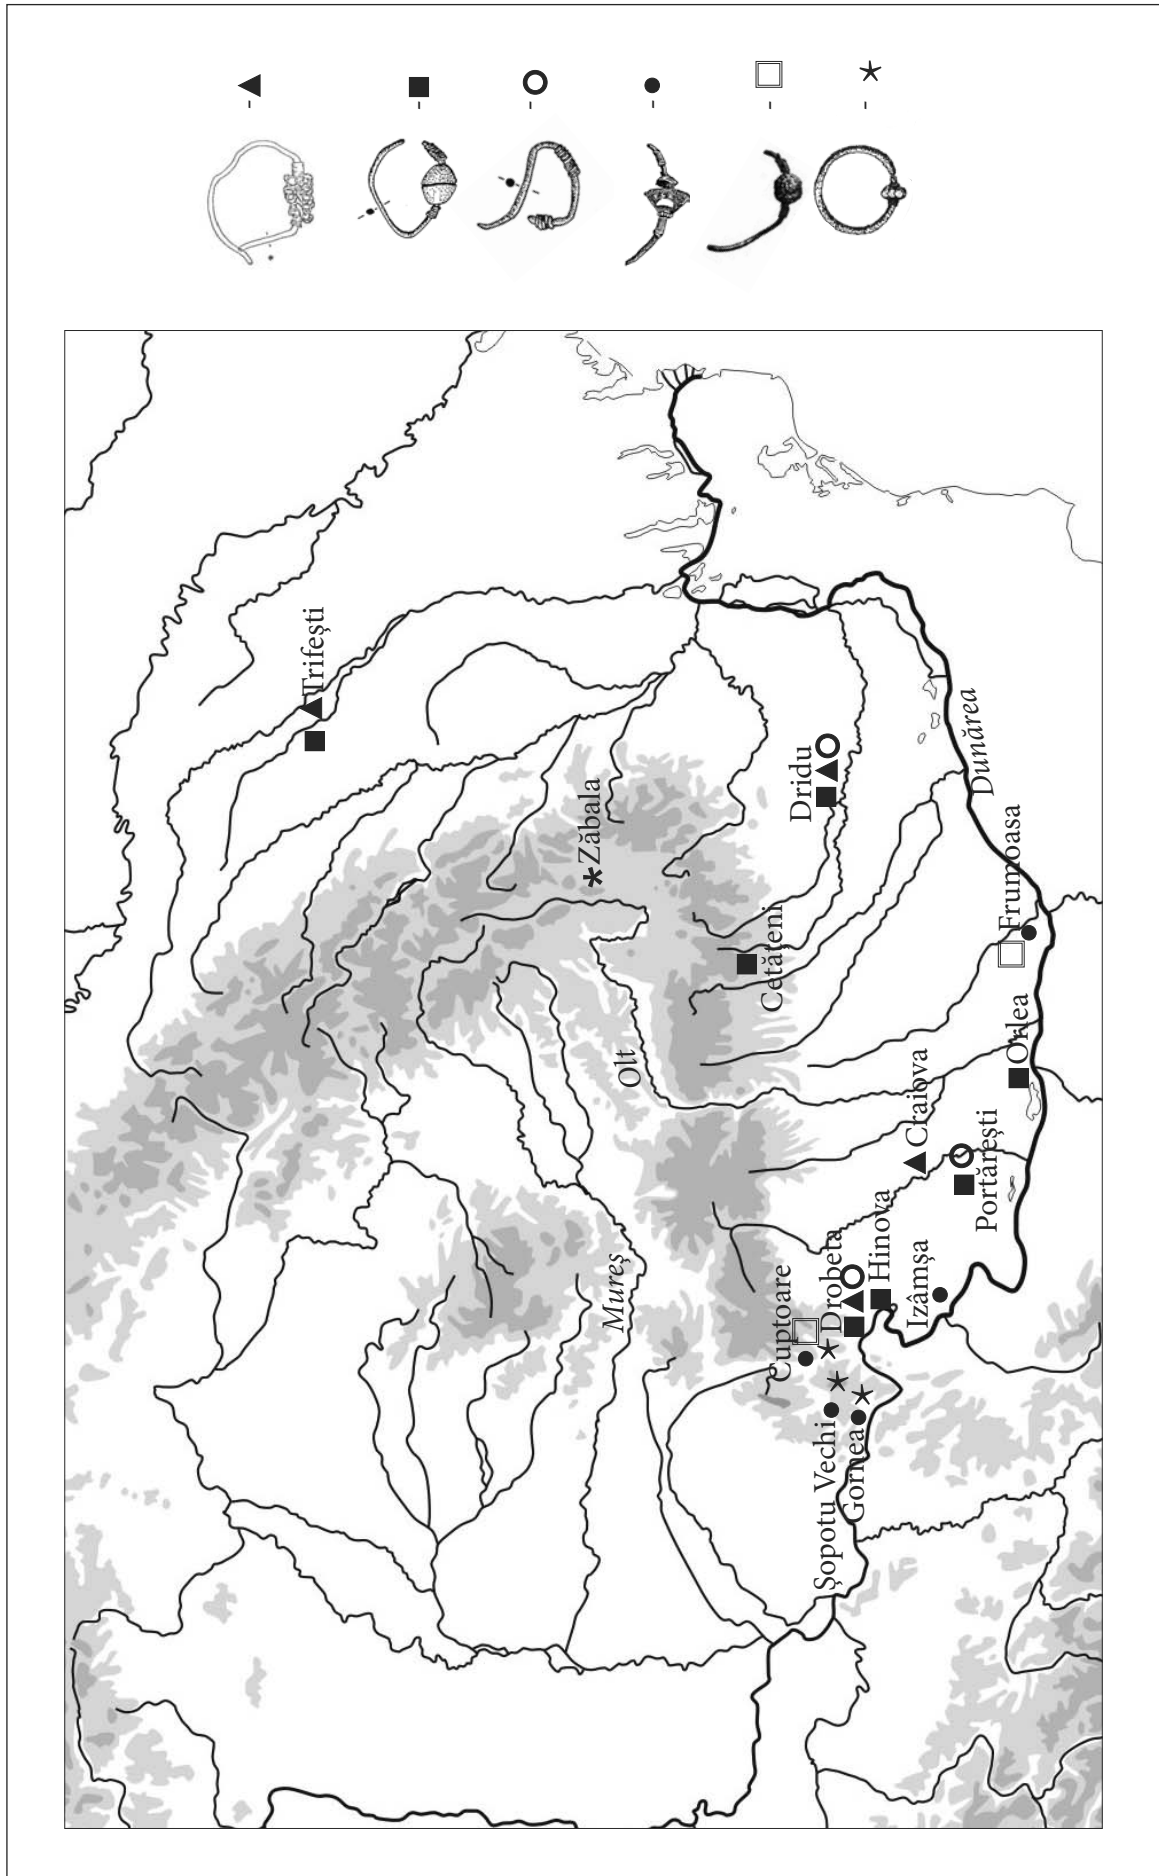 Trifești
Zăbala
Dridu
Dunărea
Frumoasa
Cetățeni
Olt
Orlea
Craiova
Portărești
Mureș
Hinova
Izâmșa
Drobeta
Cuptoare
Șopotu Vechi
Gornea